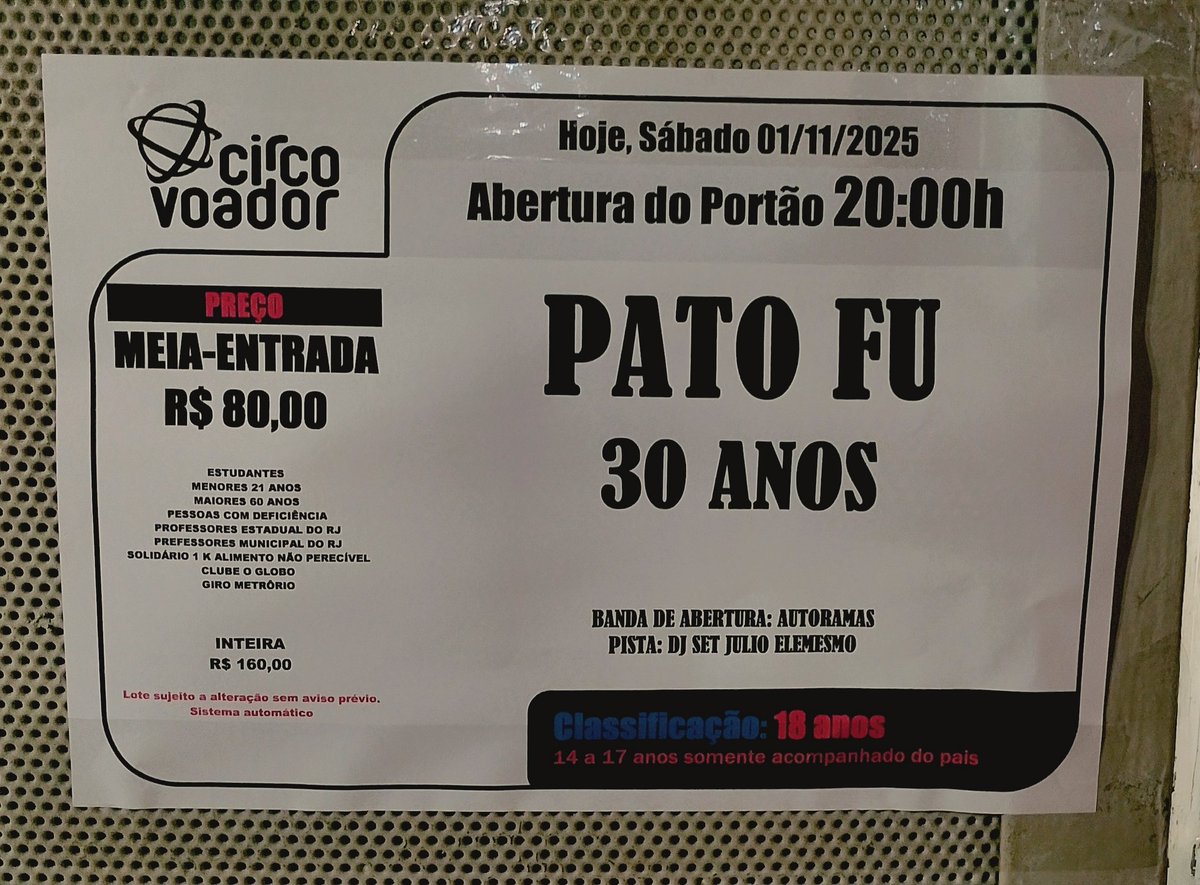 circo
voador
Hoje, Sábado 01/11/2025
Abertura do Portão 20:00h
PREÇO
MEIA-ENTRADA
R$ 80,00
ESTUDANTES
MENORES 21 ANOS
MAIORES 60 ANOS
PESSOAS COM DEFICIÊNCIA
PROFESSORES ESTADUAL DO RJ
PREFESSORES MUNICIPAL DO RJ
SOLIDÁRIO 1 K ALIMENTO NÃO PERECÍVEL
CLUBE O GLOBO
GIRO METRÔRIO
INTEIRA
R$ 160,00
Lote sujeito a alteração sem aviso prévio.
Sistema automático
PATO FU
30 ANOS
BANDA DE ABERTURA: AUTORAMAS
PISTA: DJ SET JULIO ELEMESMO
Classificação: 18 anos
14 a 17 anos somente acompanhado do pais